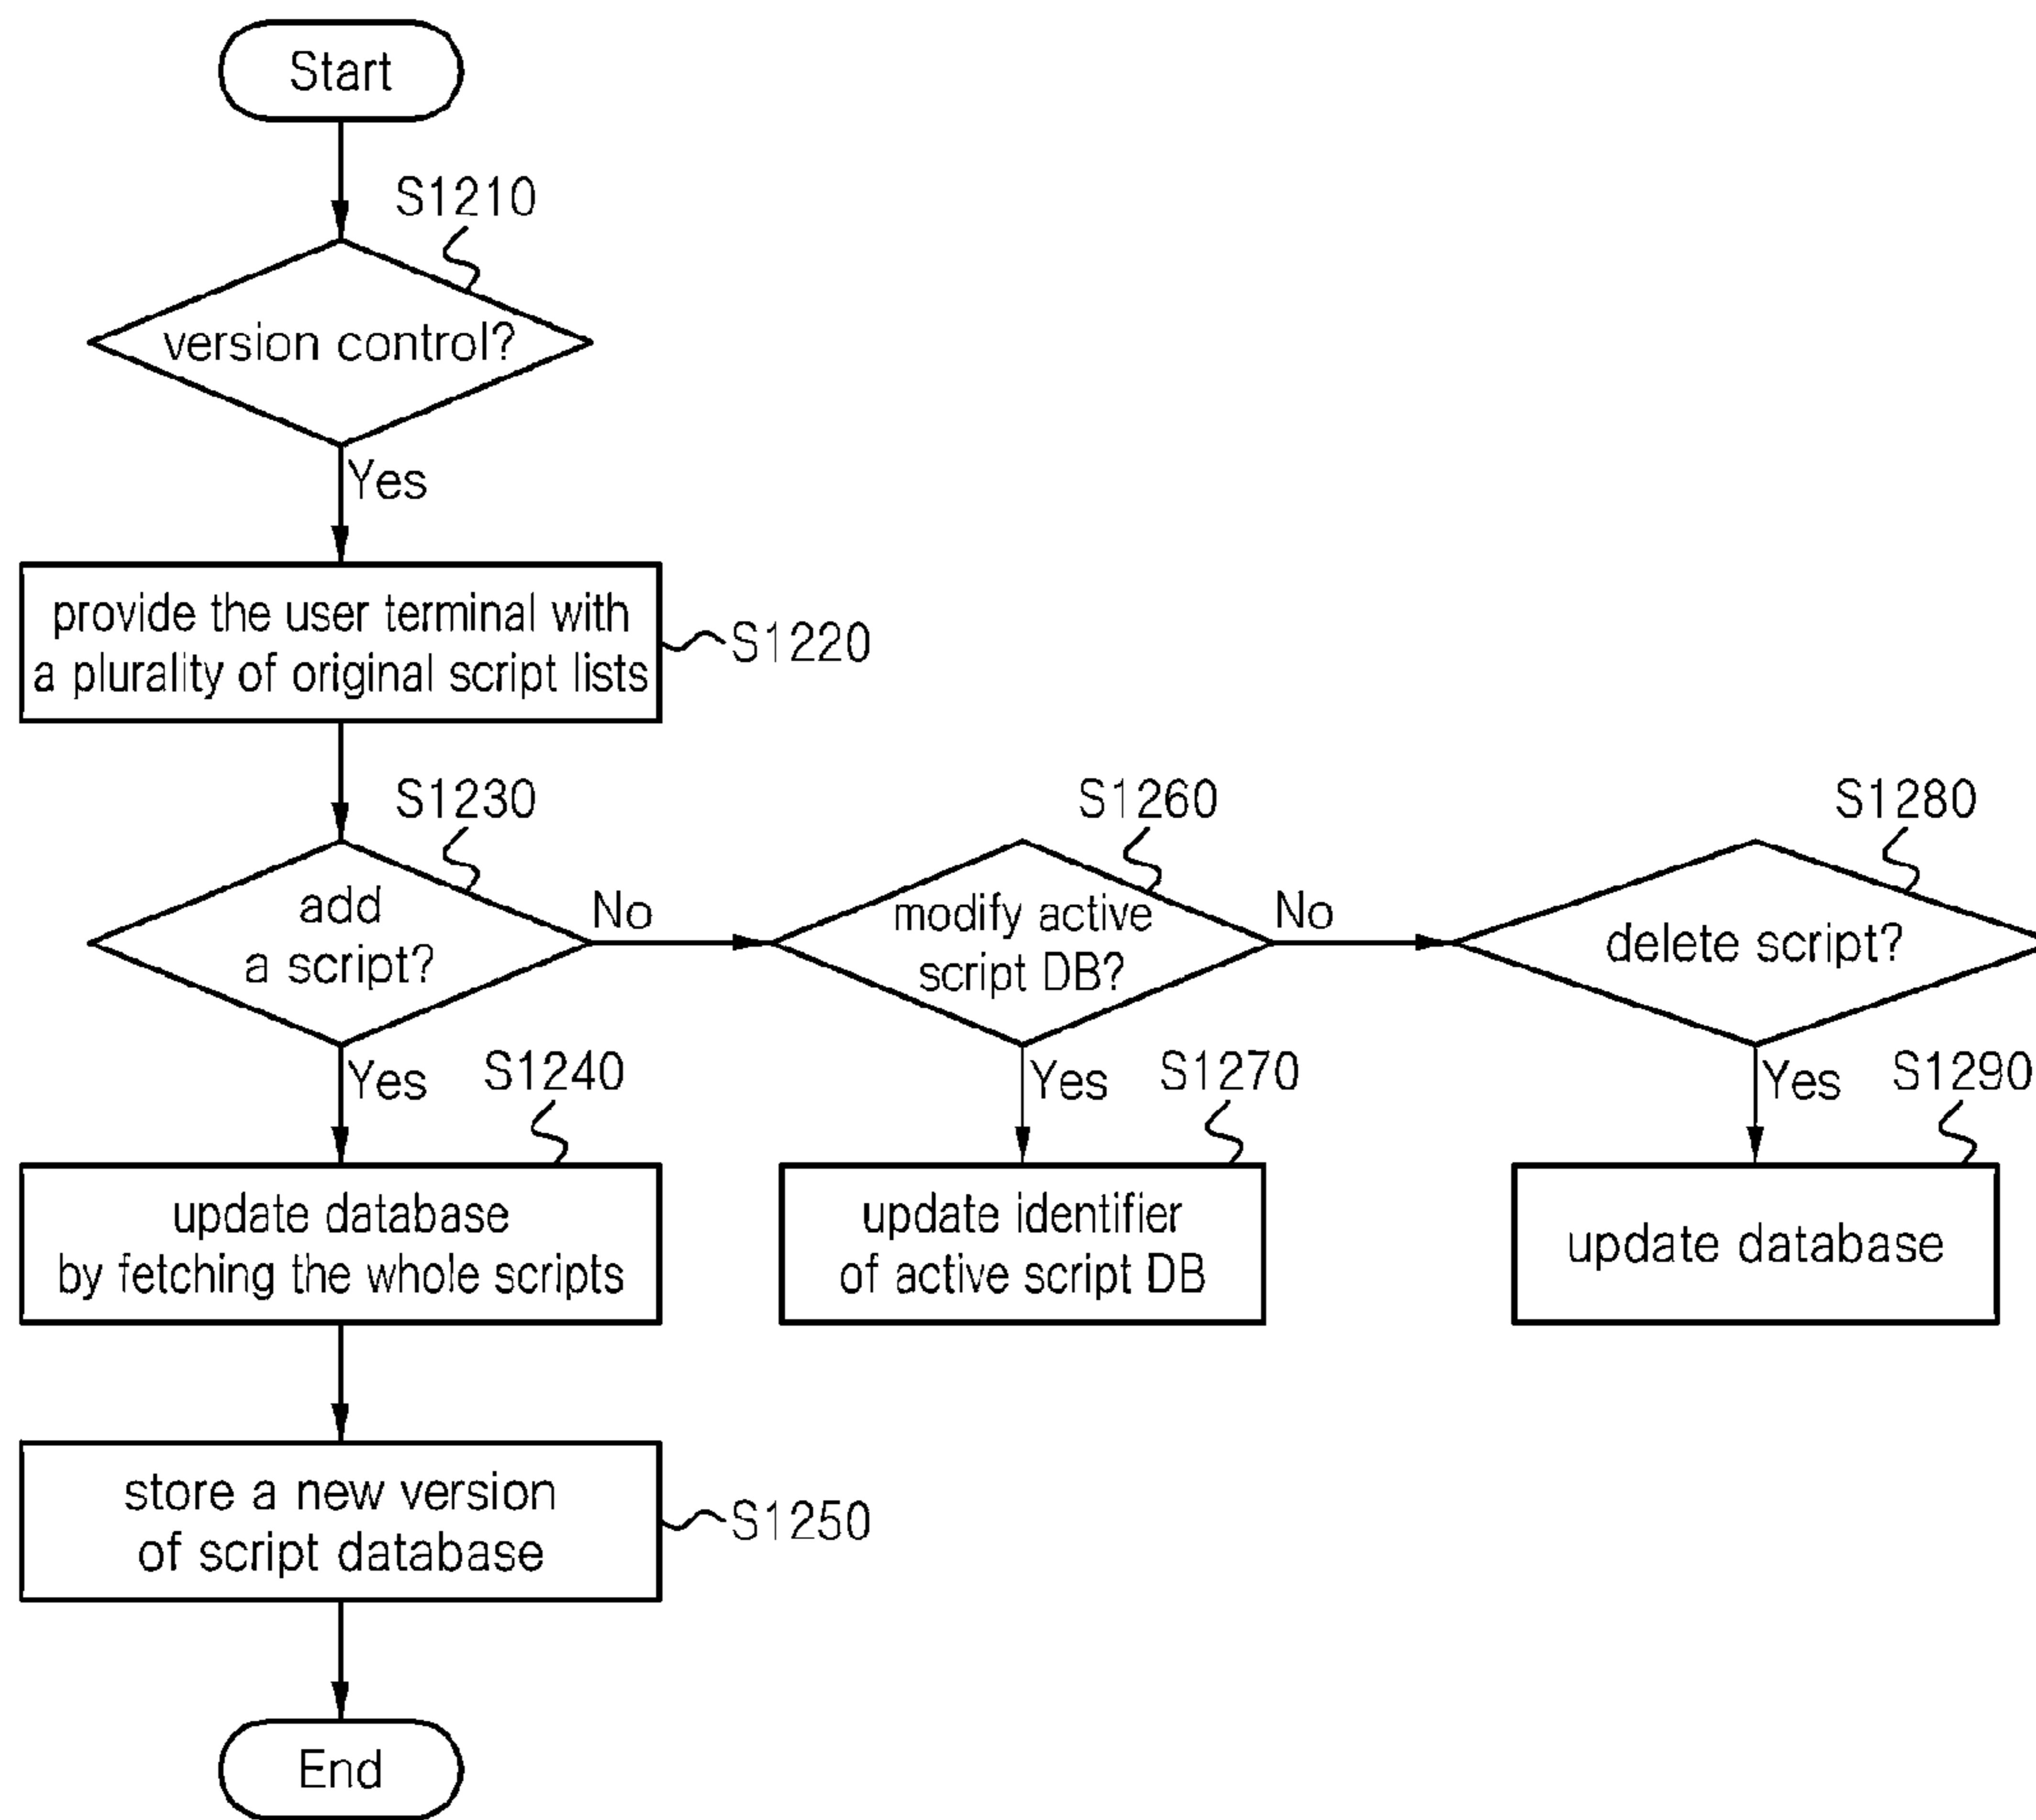 Start
S1210
version control?
Yes
provide the user terminal with
a plurality of original script lists
S1220
S1230
add
a script?
No
S1260
modify active
script DB?
No
S1280
delete script?
Yes
S1240
Yes
S1270
Yes
S1290
update database
by fetching the whole scripts
update identifier
of active script DB
update database
store a new version
of script database
S1250
End